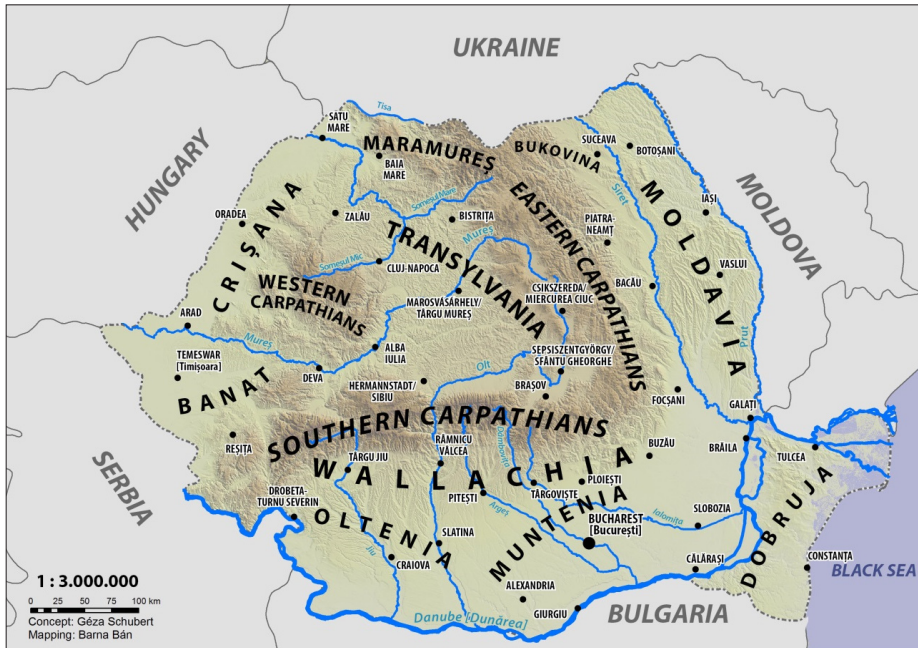 UKRAINE
HUNGARY
MOLDOVA
SERBIA
BULGARIA
BLACK SEA
Tisa
SATU
MARE
MARAMUREȘ
BAIA
MARE
BUKOVINA
SUCEAVA
BOTOȘANI
Siret
MOLDAVIA
IAȘI
ORADEA
CRIȘANA
ZALĂU
Someșul Mare
BISTRIȚA
EASTERN CARPATHIANS
PIATRA-
NEAMȚ
TRANSYLVANIA
Mureș
Someșul Mic
CLUJ-NAPOCA
VASLUI
WESTERN
CARPATHIANS
MAROSVÁSÁRHELY/
TÂRGU MUREȘ
CSIKSZEREDA/
MIERCUREA CIUC
BACĂU
ARAD
Mureș
Prut
TEMESWAR
[Timișoara]
ALBA
IULIA
DEVA
BANAT
HERMANNSTADT/
SIBIU
Olt
SEPSISZENTGYÖRGY/
SFÂNTU GHEORGHE
BRAȘOV
FOCȘANI
GALAȚI
SOUTHERN CARPATHIANS
REȘIȚA
RÂMNICU
VÂLCEA
Dâmbovița
BUZĂU
BRĂILA
TULCEA
TÂRGU JIU
WALLACHIA
PLOIEȘTI
TÂRGOVIȘTE
PITEȘTI
DROBETA-
TURNU SEVERIN
OLTENIA
Argeș
MUNTENIA
BUCHAREST
[București]
Ialomița
SLOBOZIA
DOBRUJA
SLATINA
Jiu
CRAIOVA
CĂLĂRAȘI
CONSTANȚA
ALEXANDRIA
GIURGIU
Danube [Dunărea]
1 : 3.000.000
0 25 50 100 km
Concept: Géza Schubert
Mapping: Barna Bán